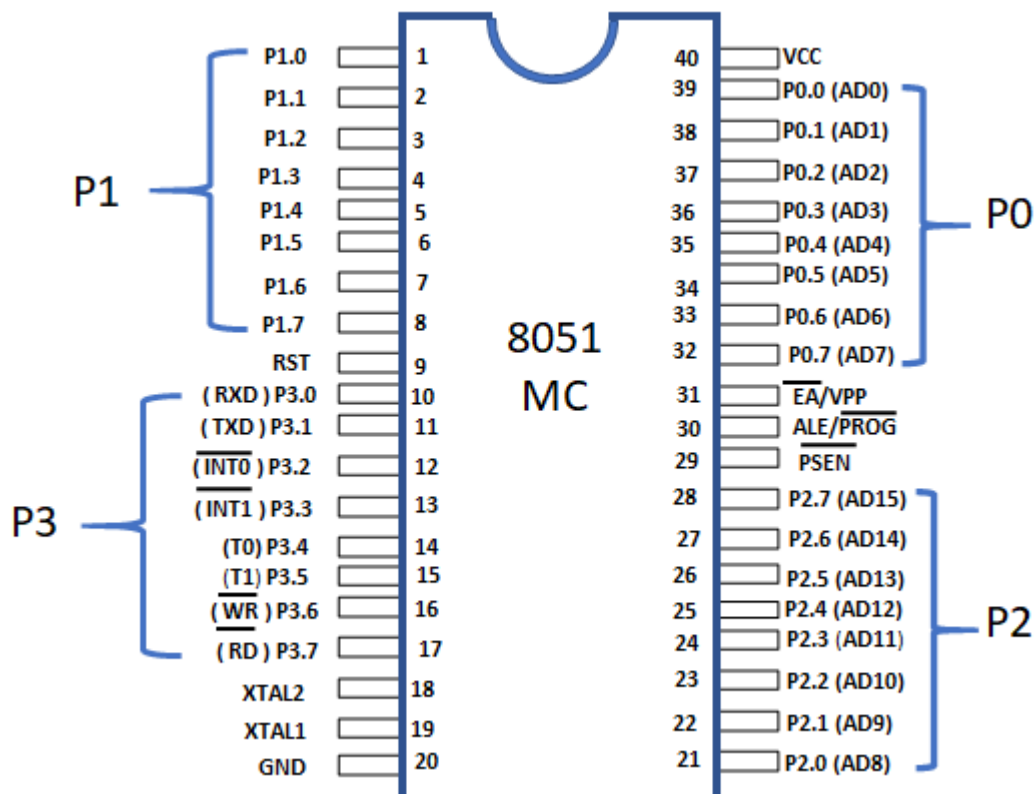 P1
P1.0 1
P1.1 2
P1.2 3
P1.3 4
P1.4 5
P1.5 6
P1.6 7
P1.7 8
RST 9
P3
( RXD ) P3.0 10
( TXD ) P3.1 11
( I̅N̅T̅0̅ ) P3.2 12
( I̅N̅T̅1̅ ) P3.3 13
(T0) P3.4 14
(T1) P3.5 15
( W̅R̅ ) P3.6 16
( R̅D̅ ) P3.7 17
XTAL2 18
XTAL1 19
GND 20
8051
MC
40 VCC
39 P0.0 (AD0)
38 P0.1 (AD1)
37 P0.2 (AD2)
36 P0.3 (AD3)
35 P0.4 (AD4)
34 P0.5 (AD5)
33 P0.6 (AD6)
32 P0.7 (AD7)
P0
31 E̅A̅/VPP
30 ALE/P̅R̅O̅G̅
29 P̅S̅E̅N̅
28 P2.7 (AD15)
27 P2.6 (AD14)
26 P2.5 (AD13)
25 P2.4 (AD12)
24 P2.3 (AD11)
23 P2.2 (AD10)
22 P2.1 (AD9)
21 P2.0 (AD8)
P2